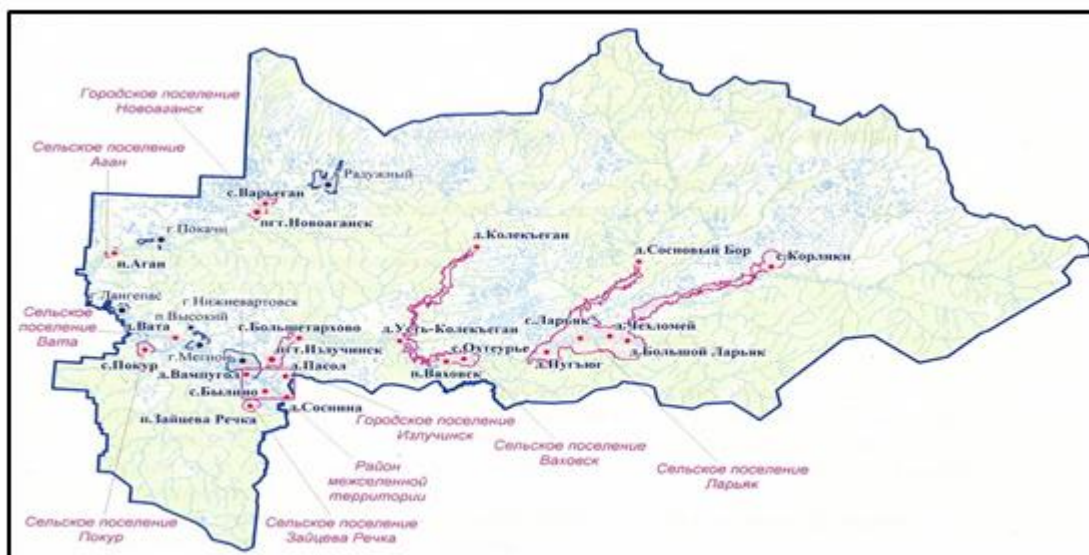 Городское поселение
Новоаганск
Сельское поселение
Аган
Радужный
с.Варьеган
пгт.Новоаганск
г.Покачи
п.Аган
д.Колекъеган
д.Сосновый Бор
с.Корлики
г.Лангепас
г.Нижневартовск
п.Высокий
Сельское
поселение
Вата
д.Вата
с.Большетархово
д.Усть-Колекъеган
с.Ларьяк
д.Чехломей
с.Покур
г.Мегион
пгт.Излучинск
с.Охтеурье
д.Большой Ларьяк
д.Вампугол
д.Пасол
п.Ваховск
д.Пугъюг
с.Былино
д.Соснина
п.Зайцева Речка
Городское поселение
Излучинск
Сельское поселение
Ваховск
Сельское поселение
Ларьяк
Район
межселенной
территории
Сельское поселение
Покур
Сельское поселение
Зайцева Речка